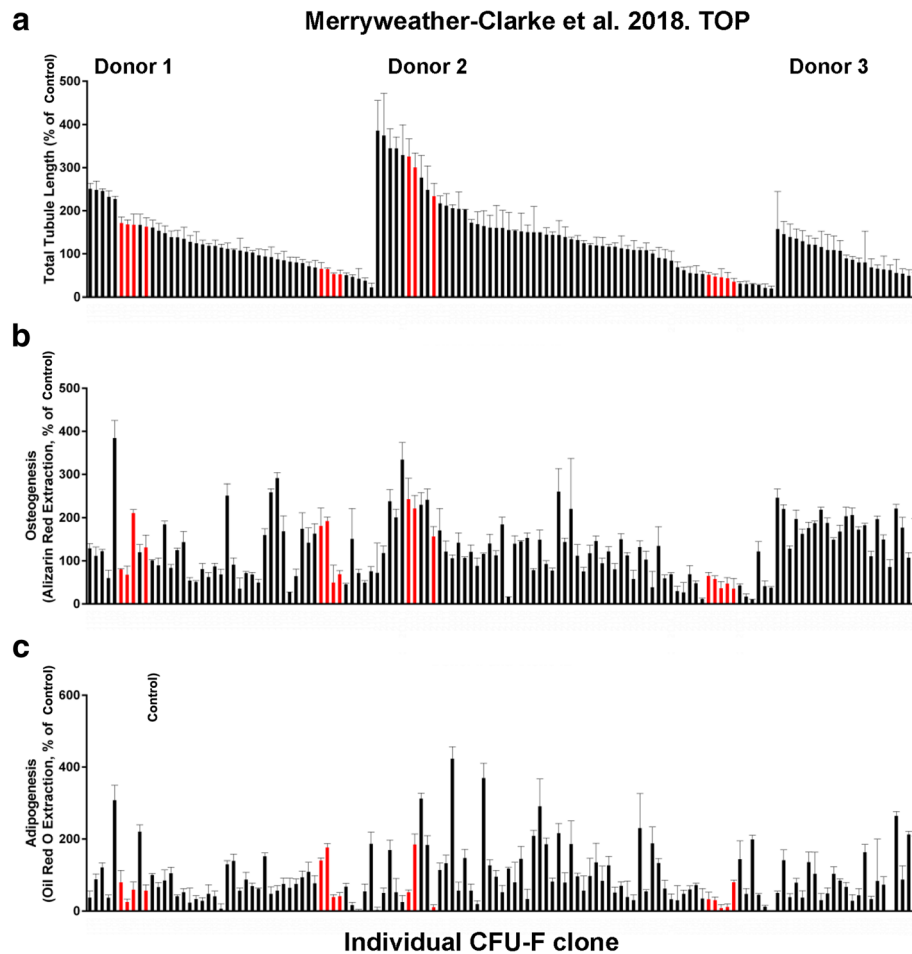 a
Merryweather-Clarke et al. 2018. TOP
Donor 1
Donor 2
Donor 3
Total Tubule Length (% of Control)
500
400
300
200
100
0
b
Osteogenesis
(Alizarin Red Extraction, % of Control)
500
400
300
200
100
0
c
Control)
Adipogenesis
(Oil Red O Extraction, % of Control)
600
400
200
0
Individual CFU-F clone